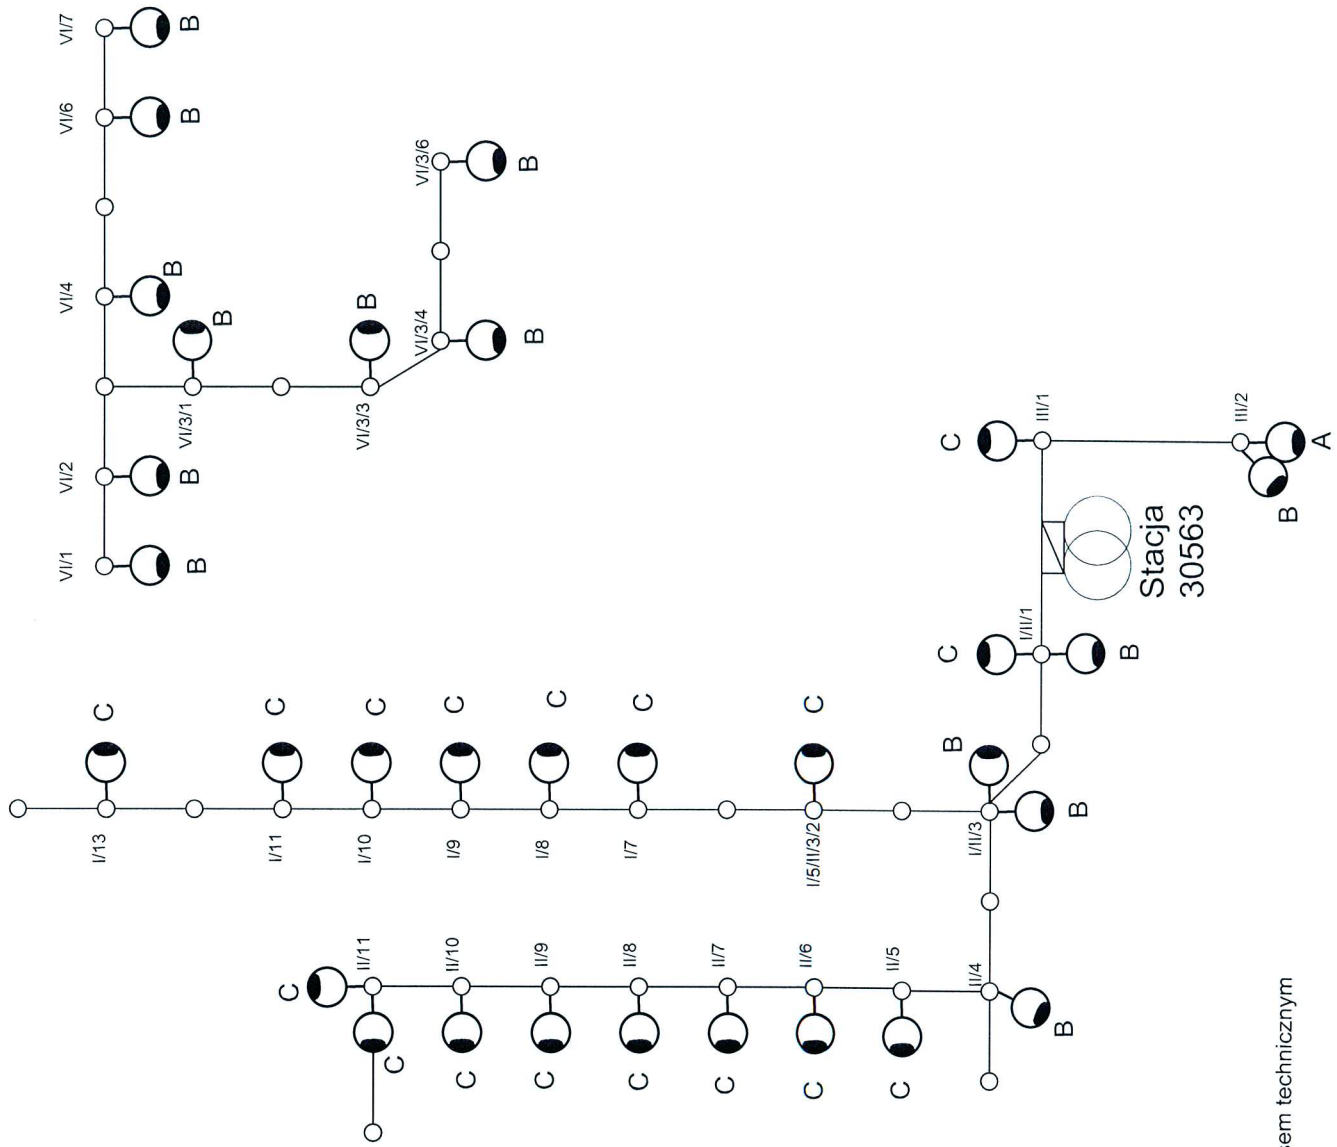 VI/7
B
VI/6
B
VI/4
B
VI/2
B
VI/1
B
B
VI/3/1
B
VI/3/3
VI/3/4
B
VI/3/6
B
C
I/13
C
I/11
C
I/10
C
I/9
C
I/8
C
I/7
C
I/5/II/3/2
B
I/II/3
B
C
I/II/1
B
C
III/1
III/2
A
B
Stacja
30563
C
II/11
C
II/10
C
II/9
C
II/8
C
II/7
C
II/6
C
II/5
C
II/4
B
sem technicznym